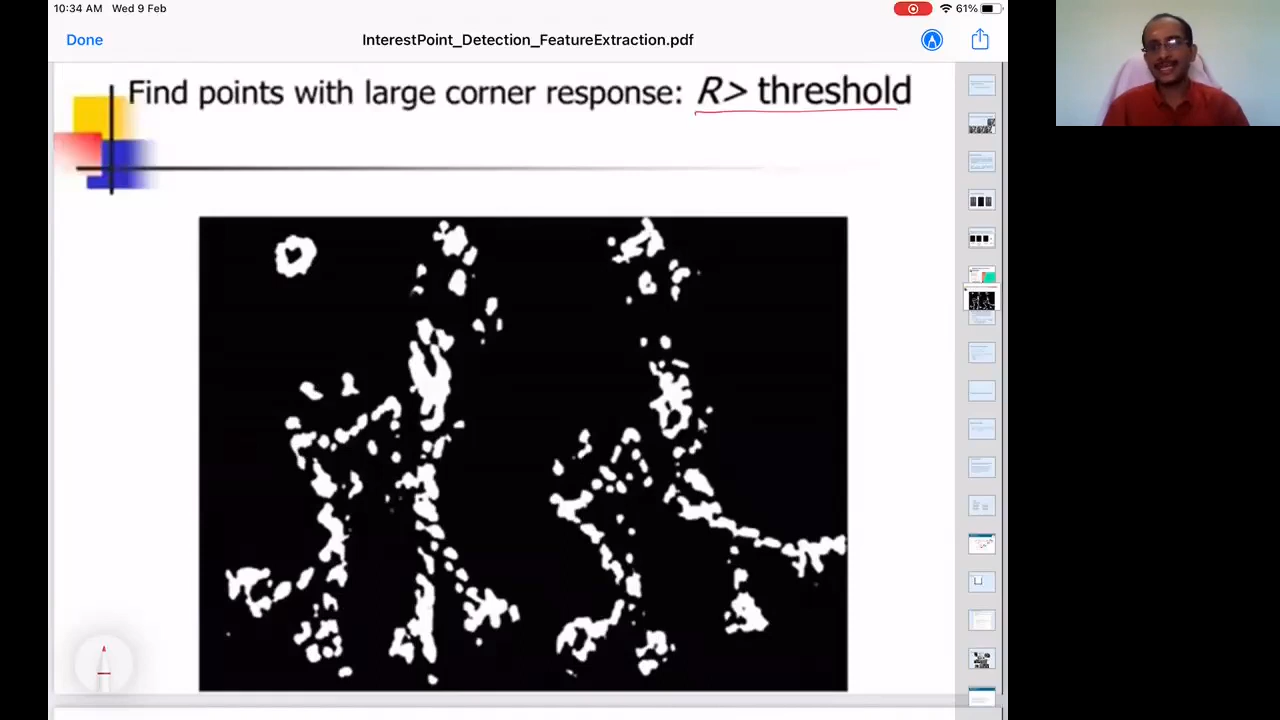 10:34 AM Wed 9 Feb
61%
Done
InterestPoint_Detection_FeatureExtraction.pdf
Find points with large corner response: R> threshold